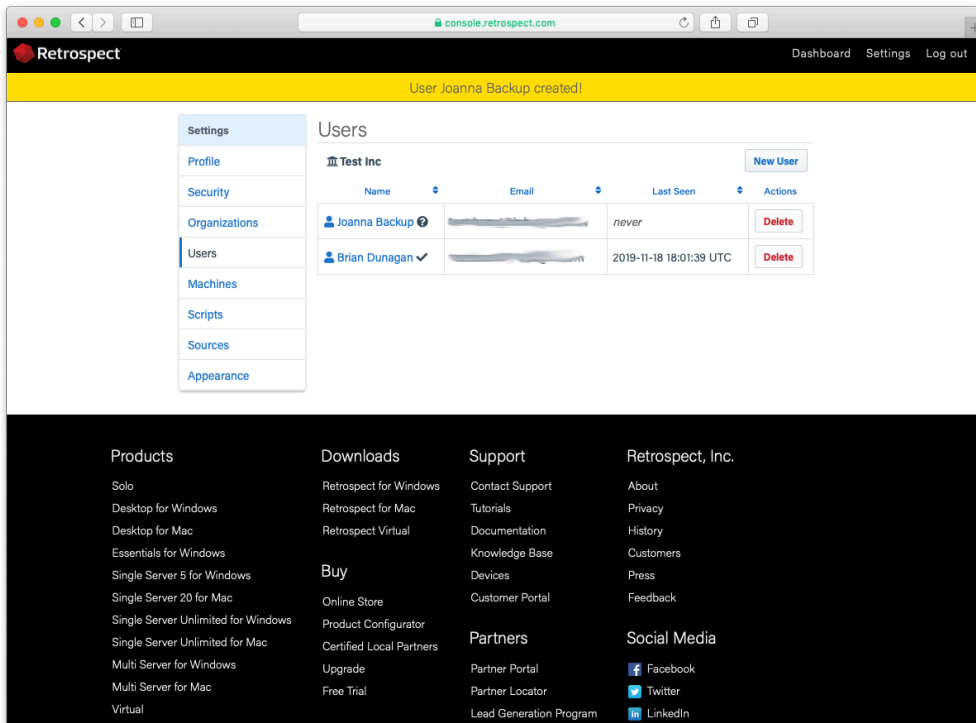 console.retrospect.com
Retrospect
Dashboard Settings Log out
User Joanna Backup created!
Settings
Profile
Security
Organizations
Users
Machines
Scripts
Sources
Appearance
Users
Test Inc
New User
Name Email Last Seen Actions
Joanna Backup never Delete
Brian Dunagan 2019-11-18 18:01:39 UTC Delete
Products
Solo
Desktop for Windows
Desktop for Mac
Essentials for Windows
Single Server 5 for Windows
Single Server 20 for Mac
Single Server Unlimited for Windows
Single Server Unlimited for Mac
Multi Server for Windows
Multi Server for Mac
Virtual
Downloads
Retrospect for Windows
Retrospect for Mac
Retrospect Virtual
Buy
Online Store
Product Configurator
Certified Local Partners
Upgrade
Free Trial
Support
Contact Support
Tutorials
Documentation
Knowledge Base
Devices
Customer Portal
Partners
Partner Portal
Partner Locator
Lead Generation Program
Retrospect, Inc.
About
Privacy
History
Customers
Press
Feedback
Social Media
Facebook
Twitter
LinkedIn